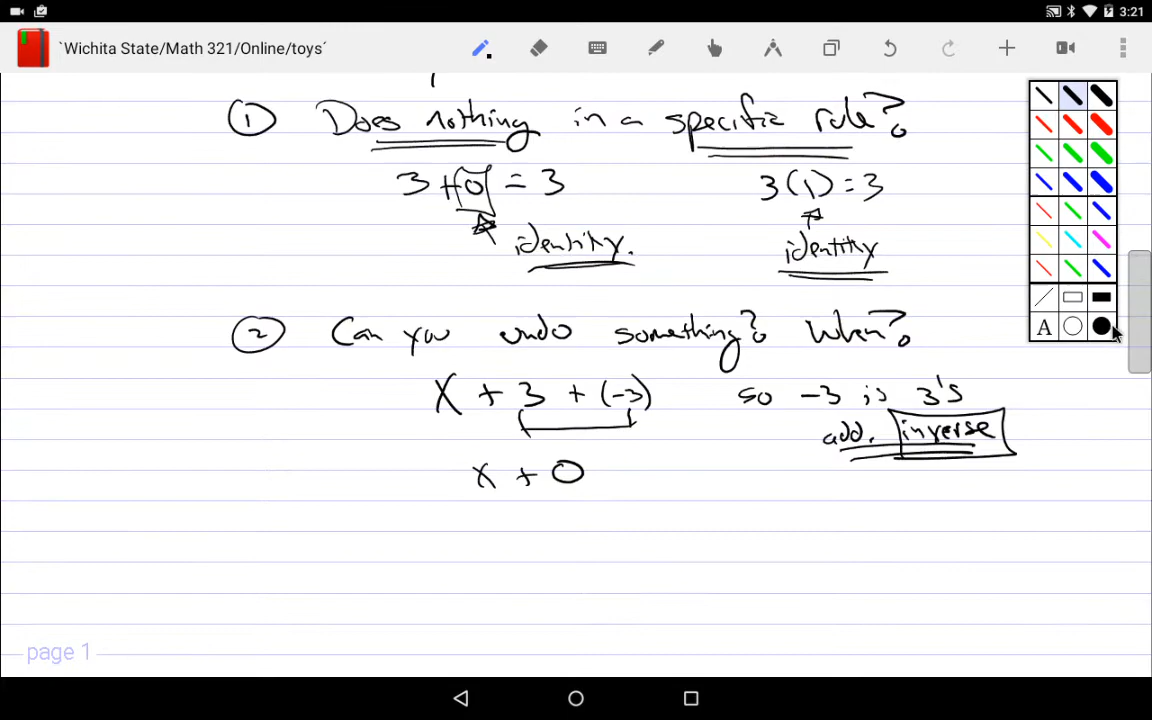 3:21
`Wichita State/Math 321/Online/toys´
① Does nothing in a specific rule?
3 + 0 = 3 3(1) = 3
identity. identity
② Can you undo something? When?
x + 3 + (-3) so -3 is 3's
add. inverse
x + 0
A
page 1